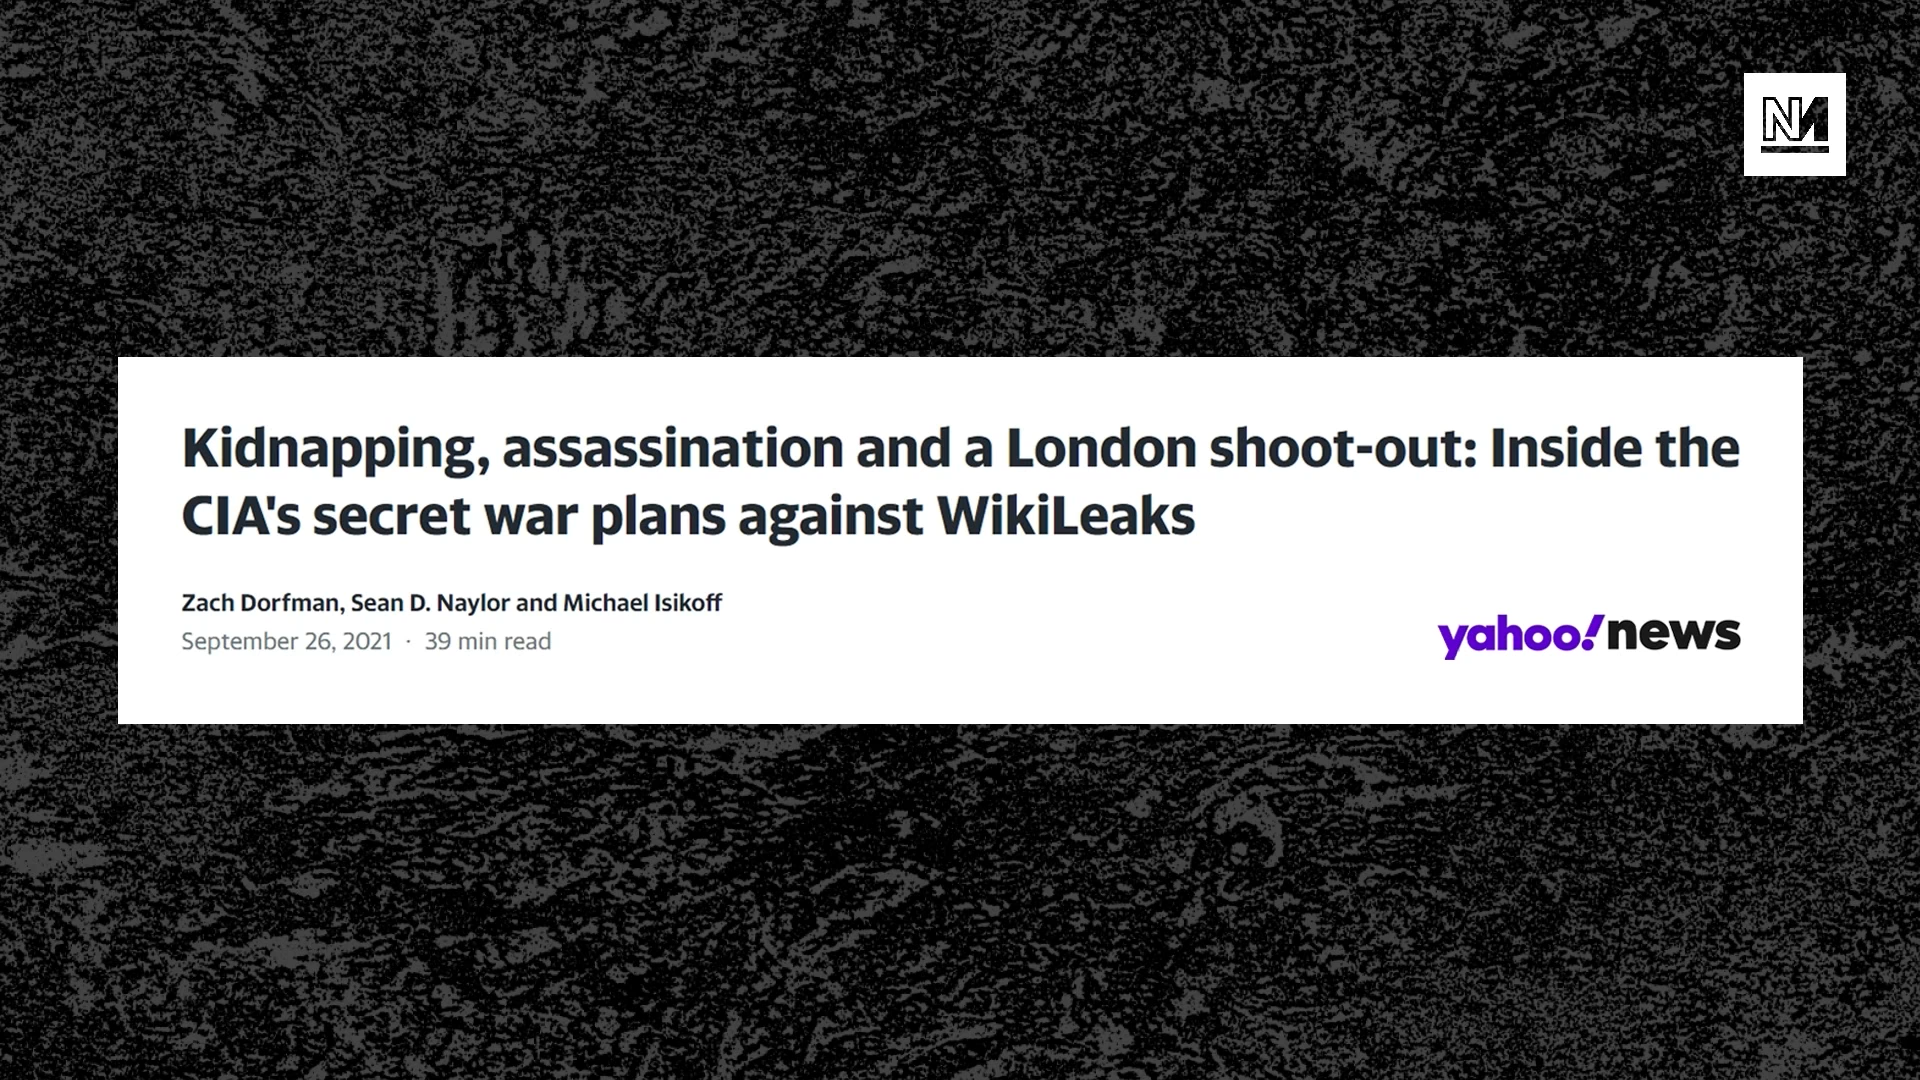 NM
Kidnapping, assassination and a London shoot-out: Inside the
CIA's secret war plans against WikiLeaks
Zach Dorfman, Sean D. Naylor and Michael Isikoff
September 26, 2021 · 39 min read
yahoo!news